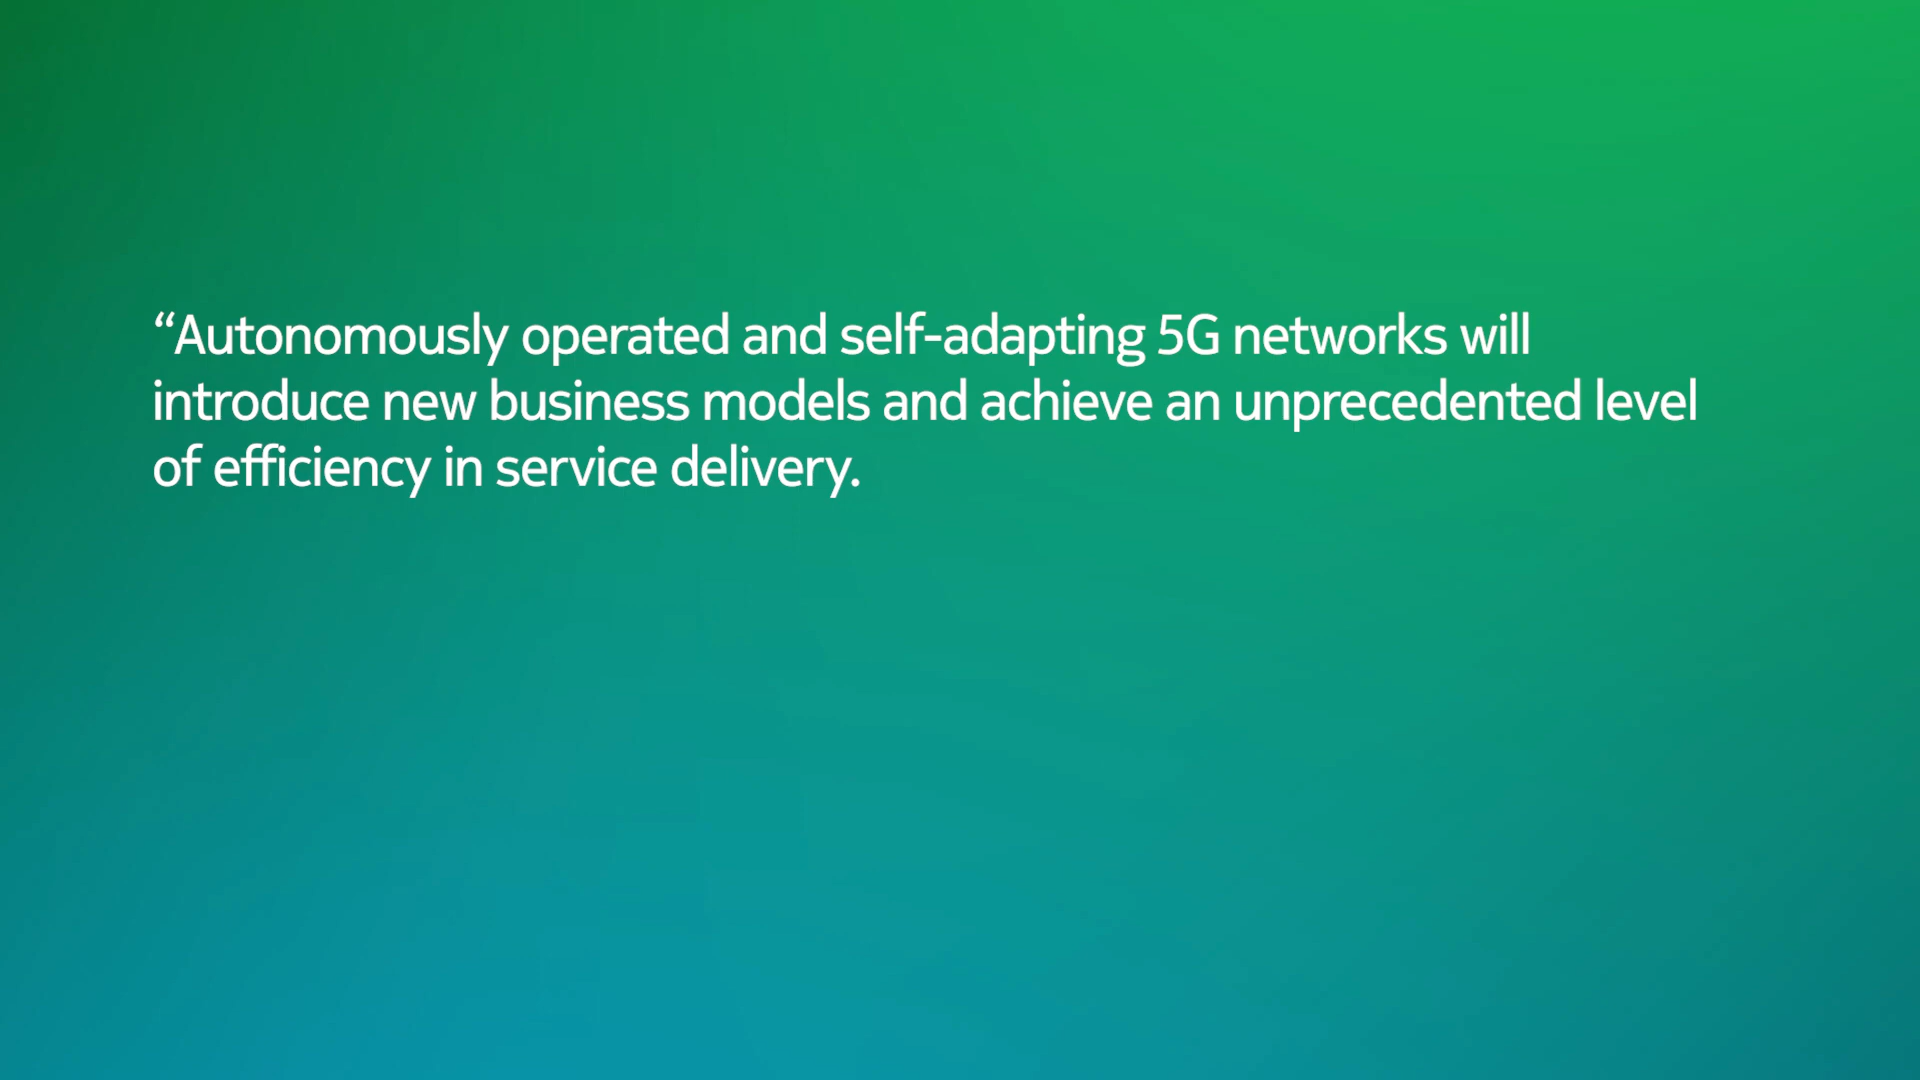 “Autonomously operated and self-adapting 5G networks will
introduce new business models and achieve an unprecedented level
of efficiency in service delivery.